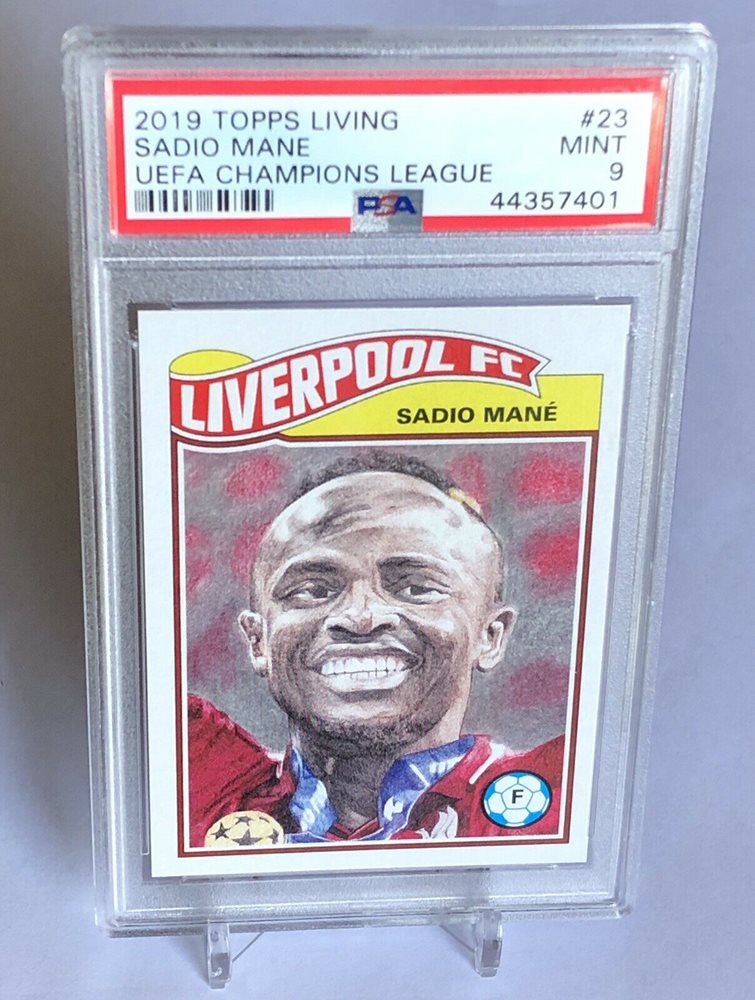 2019 TOPPS LIVING #23
SADIO MANE MINT
UEFA CHAMPIONS LEAGUE 9
PSA 44357401
LIVERPOOL FC
SADIO MANÉ
F